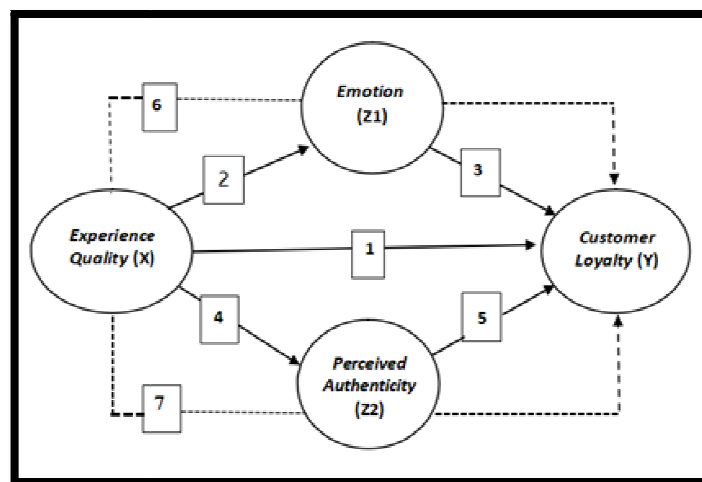 Emotion
(Z1)
6
2
3
Experience
Quality (X)
1
Customer
Loyalty (Y)
4
5
Perceived
Authenticity
(Z2)
7